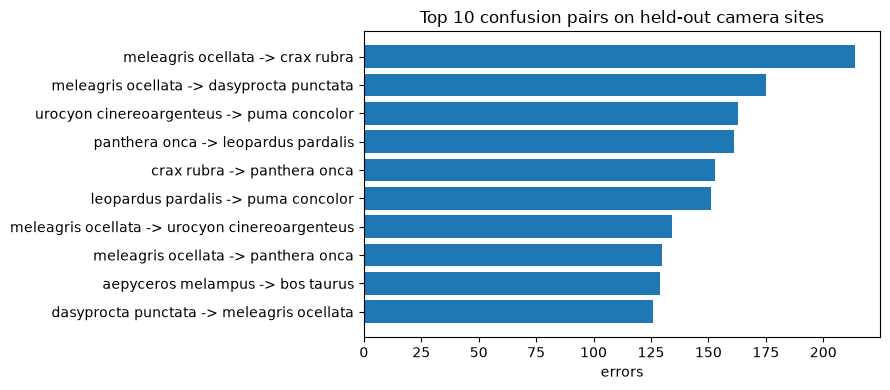 Top 10 confusion pairs on held-out camera sites
meleagris ocellata -> crax rubra
meleagris ocellata -> dasyprocta punctata
urocyon cinereoargenteus -> puma concolor
panthera onca -> leopardus pardalis
crax rubra -> panthera onca
leopardus pardalis -> puma concolor
meleagris ocellata -> urocyon cinereoargenteus
meleagris ocellata -> panthera onca
aepyceros melampus -> bos taurus
dasyprocta punctata -> meleagris ocellata
0 25 50 75 100 125 150 175 200
errors